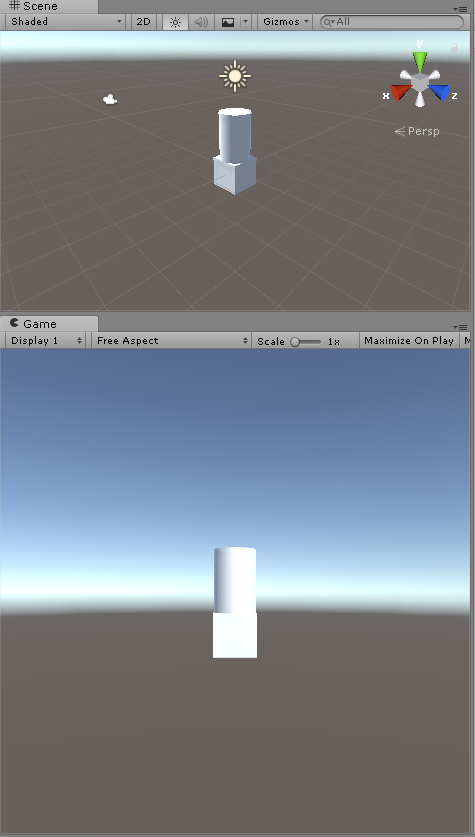 Scene
Shaded 2D Gizmos All
y
x z
Persp
Game
Display 1 Free Aspect Scale 1x Maximize On Play M